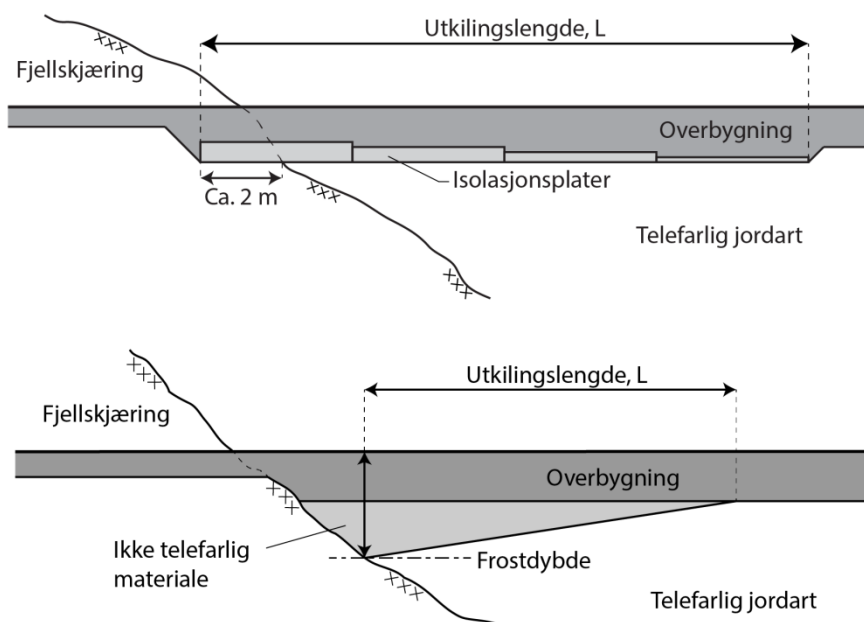 Utkilingslengde, L
Fjellskjæring
Overbygning
Isolasjonsplater
Ca. 2 m
Telefarlig jordart
Utkilingslengde, L
Fjellskjæring
Overbygning
Ikke telefarlig
materiale
Frostdybde
Telefarlig jordart